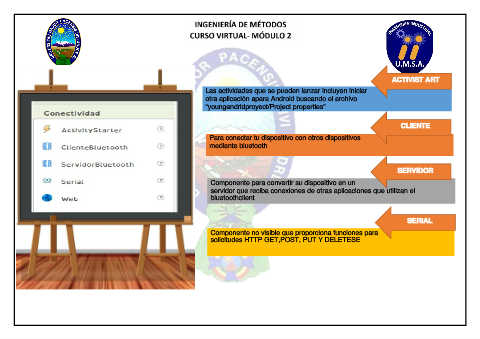 INGENIERÍA DE MÉTODOS
CURSO VIRTUAL- MÓDULO 2
U.M.S.A.
ACTIVIST ART
Las actividades que se pueden lanzar incluyen iniciar
otra aplicación apara Android buscando el archivo
"youngandridproyect/Project properties"
Conectividad
ActivityStarter
ClienteBluetooth
ServidorBluetooth
Serial
Web
CLIENTE
Para conectar tu dispositivo con otros dispositivos
mediante bluetooth
SERVIDOR
Componente para convertir su dispositivo en un
servidor que recibe conexiones de otras aplicaciones que utilizan el
blueteothclient
SERIAL
Componente no visible que proporciona funciones para
solicitudes HTTP GET,POST, PUT Y DELETESE